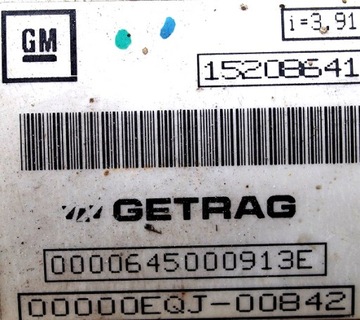 GM
i=3,91
15208641
GETRAG
0000645000913E
00000EQJ-00842